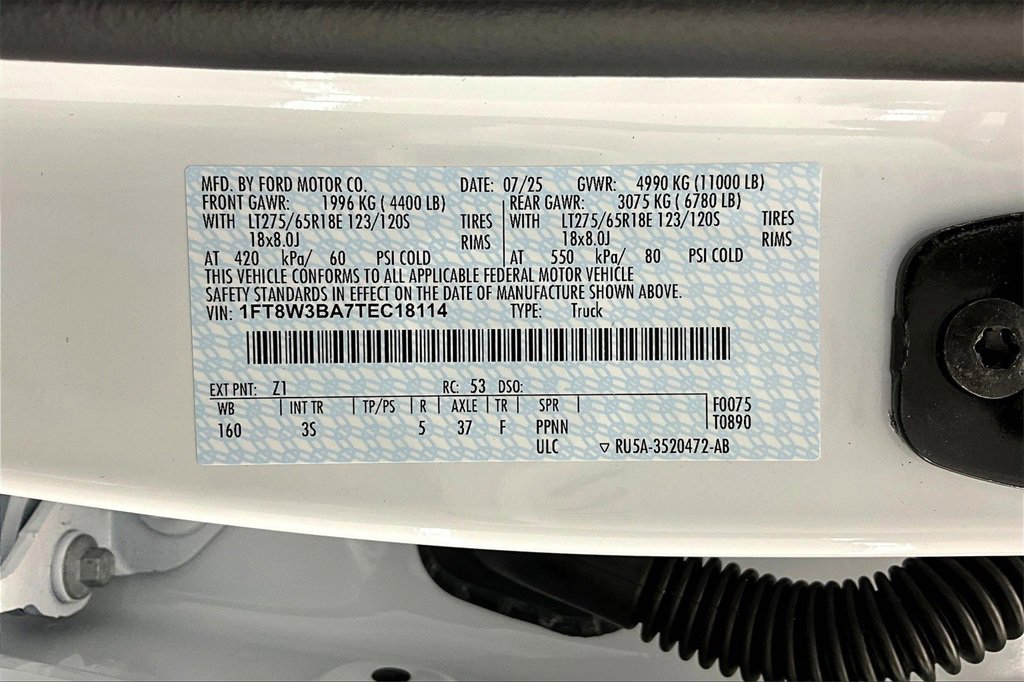 MFD. BY FORD MOTOR CO. DATE: 07/25 GVWR: 4990 KG (11000 LB)
FRONT GAWR: 1996 KG ( 4400 LB) REAR GAWR: 3075 KG ( 6780 LB)
WITH LT275/65R18E 123/120S TIRES WITH LT275/65R18E 123/120S TIRES
18x8.0J RIMS 18x8.0J RIMS
AT 420 kPa/ 60 PSI COLD AT 550 kPa/ 80 PSI COLD
THIS VEHICLE CONFORMS TO ALL APPLICABLE FEDERAL MOTOR VEHICLE
SAFETY STANDARDS IN EFFECT ON THE DATE OF MANUFACTURE SHOWN ABOVE.
VIN: 1FT8W3BA7TEC18114 TYPE: Truck
EXT PNT: Z1 RC: 53 DSO:
WB INT TR TP/PS R AXLE TR SPR F0075
160 3S 5 37 F PPNN T0890
ULC RU5A-3520472-AB